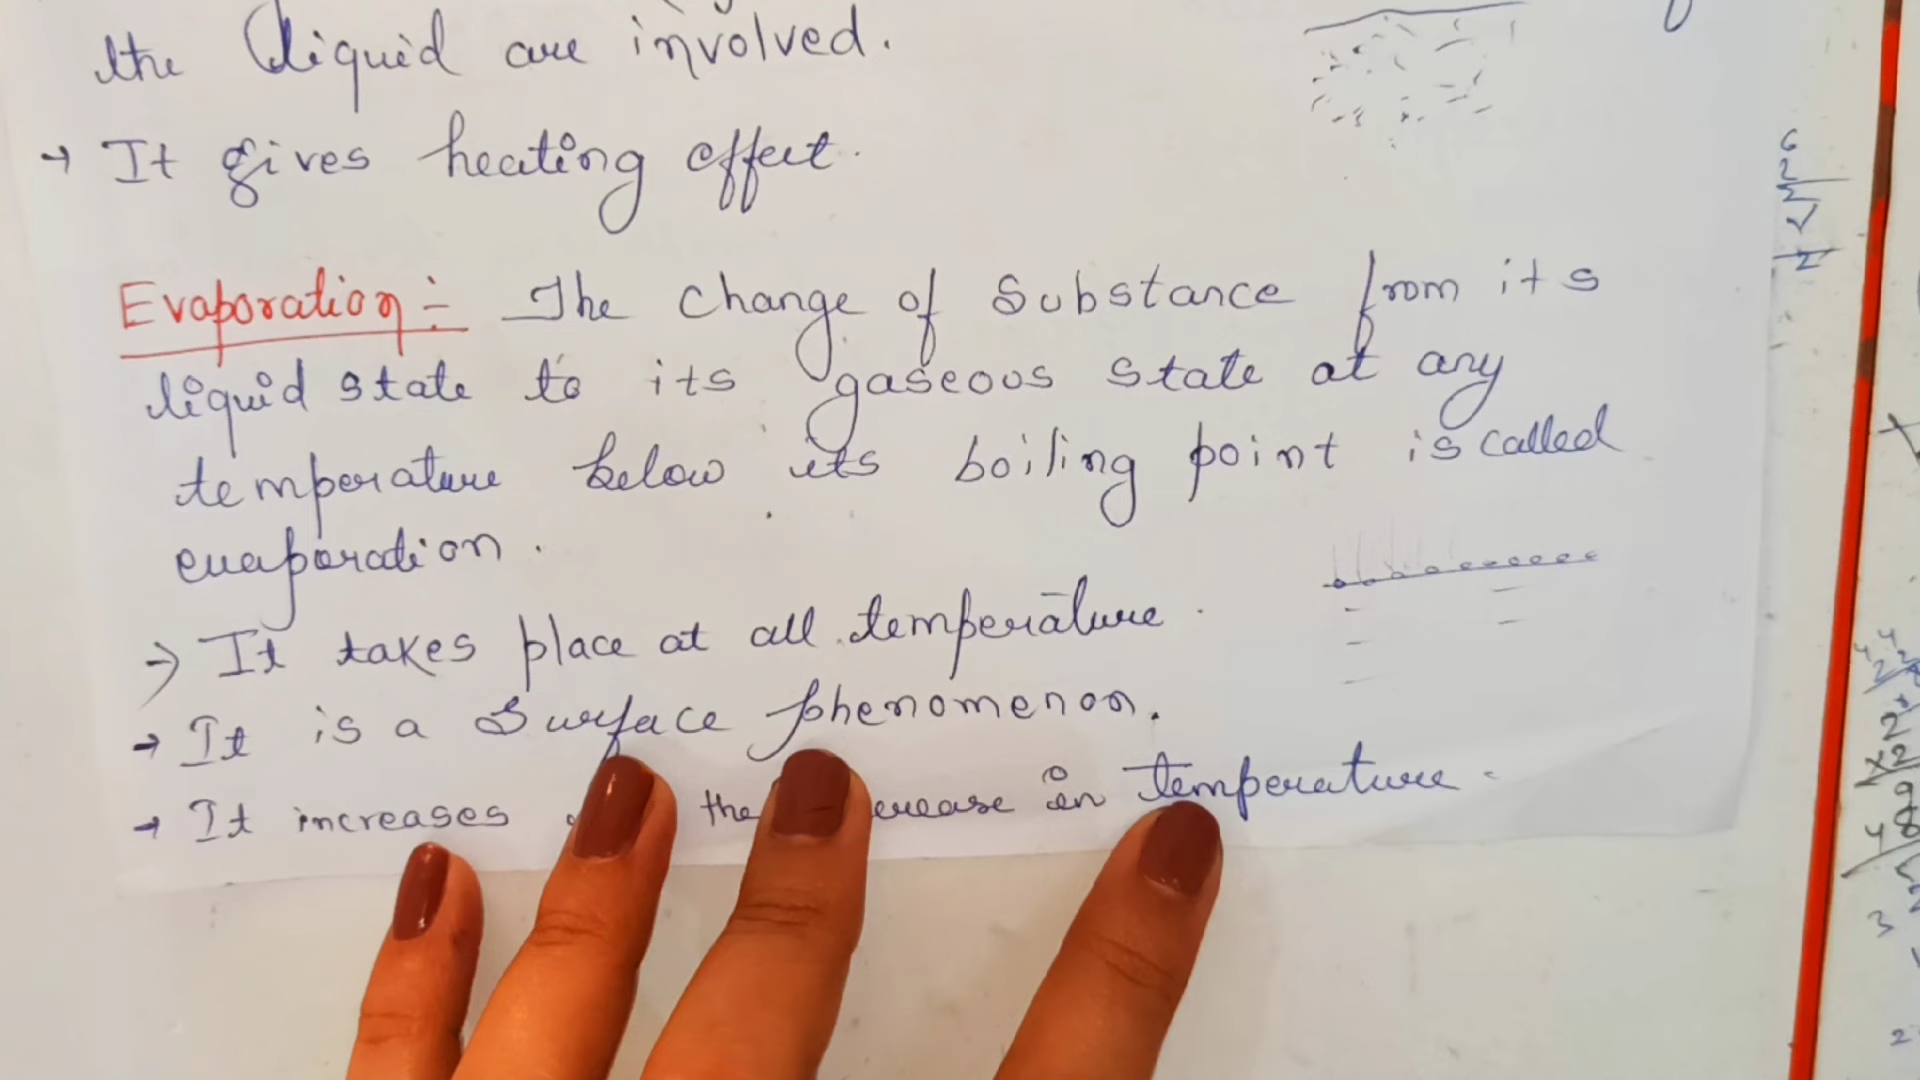 the liquid are involved.
→ It gives heating effect.
Evaporation:- The change of substance from its
liquid state to its gaseous state at any
temperature below its boiling point is called
evaporation.
→ It takes place at all temperature.
→ It is a surface phenomenon.
→ It increases the in temperature.